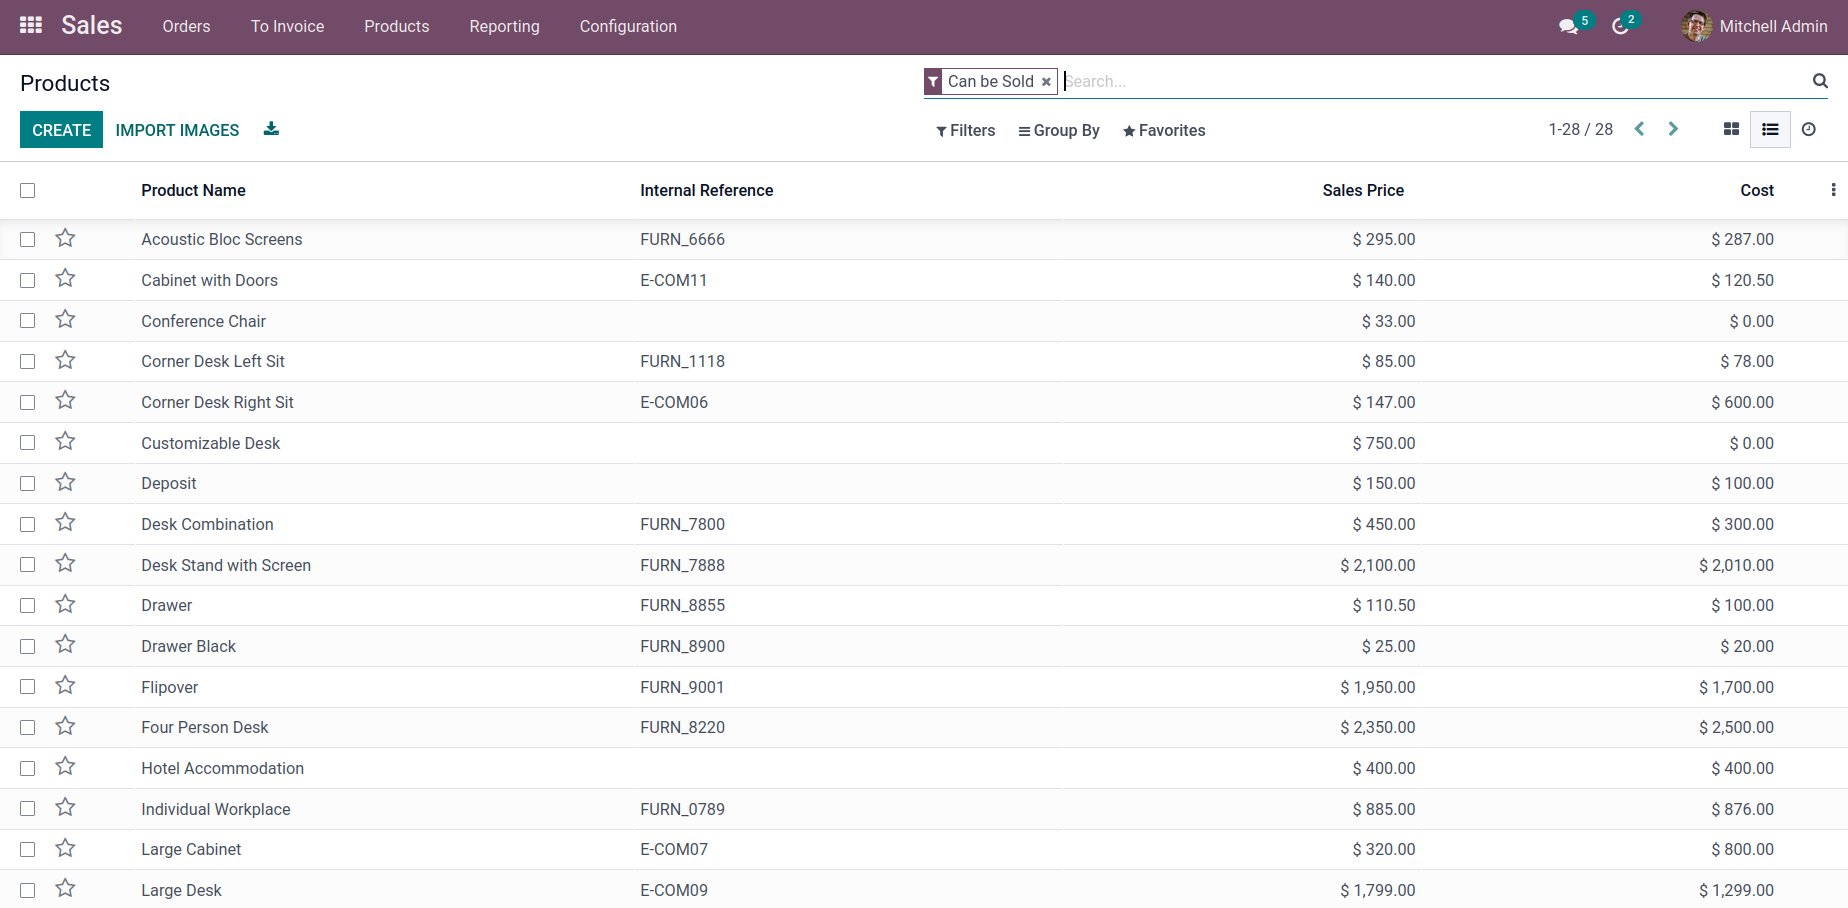 Sales Orders To Invoice Products Reporting Configuration 5 2 Mitchell Admin
Products Can be Sold Search...
CREATE IMPORT IMAGES Filters Group By Favorites 1-28 / 28
Product Name Internal Reference Sales Price Cost
Acoustic Bloc Screens FURN_6666 $ 295.00 $ 287.00
Cabinet with Doors E-COM11 $ 140.00 $ 120.50
Conference Chair $ 33.00 $ 0.00
Corner Desk Left Sit FURN_1118 $ 85.00 $ 78.00
Corner Desk Right Sit E-COM06 $ 147.00 $ 600.00
Customizable Desk $ 750.00 $ 0.00
Deposit $ 150.00 $ 100.00
Desk Combination FURN_7800 $ 450.00 $ 300.00
Desk Stand with Screen FURN_7888 $ 2,100.00 $ 2,010.00
Drawer FURN_8855 $ 110.50 $ 100.00
Drawer Black FURN_8900 $ 25.00 $ 20.00
Flipover FURN_9001 $ 1,950.00 $ 1,700.00
Four Person Desk FURN_8220 $ 2,350.00 $ 2,500.00
Hotel Accommodation $ 400.00 $ 400.00
Individual Workplace FURN_0789 $ 885.00 $ 876.00
Large Cabinet E-COM07 $ 320.00 $ 800.00
Large Desk E-COM09 $ 1,799.00 $ 1,299.00